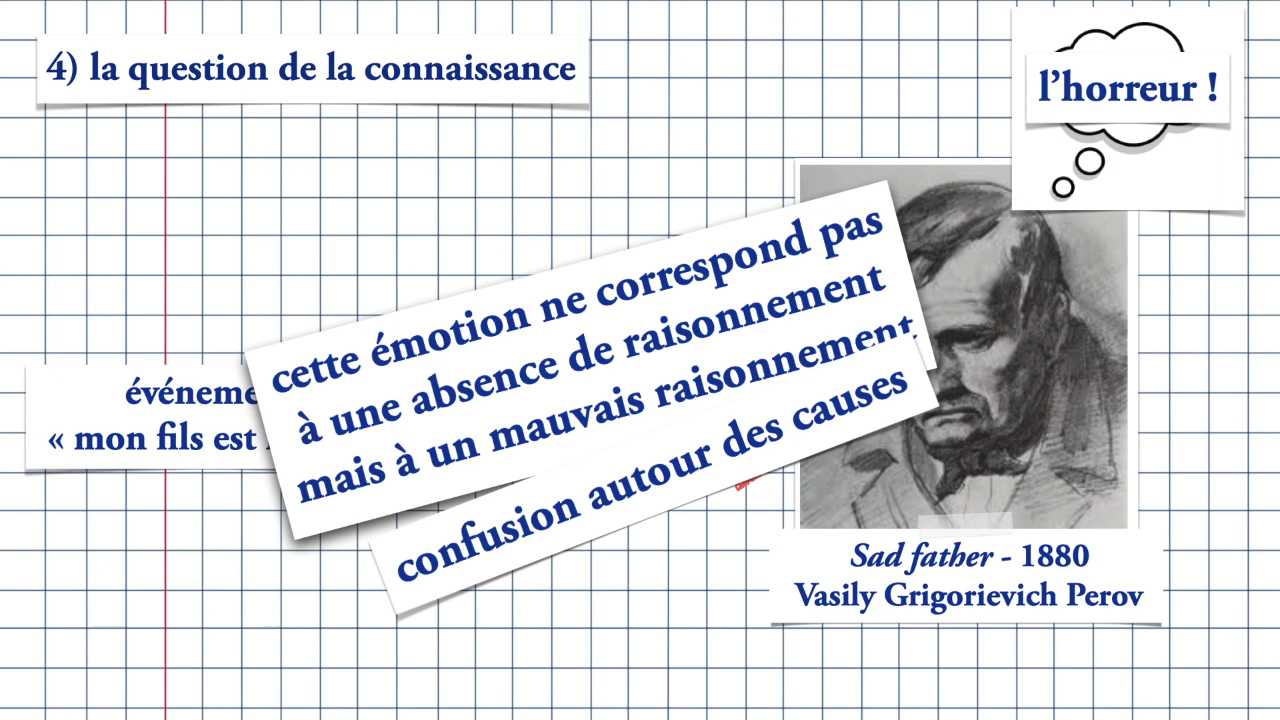 4) la question de la connaissance
l’horreur !
cette émotion ne correspond pas
à une absence de raisonnement
mais à un mauvais raisonnement
confusion autour des causes
« mon fils est
Sad father - 1880
Vasily Grigorievich Perov